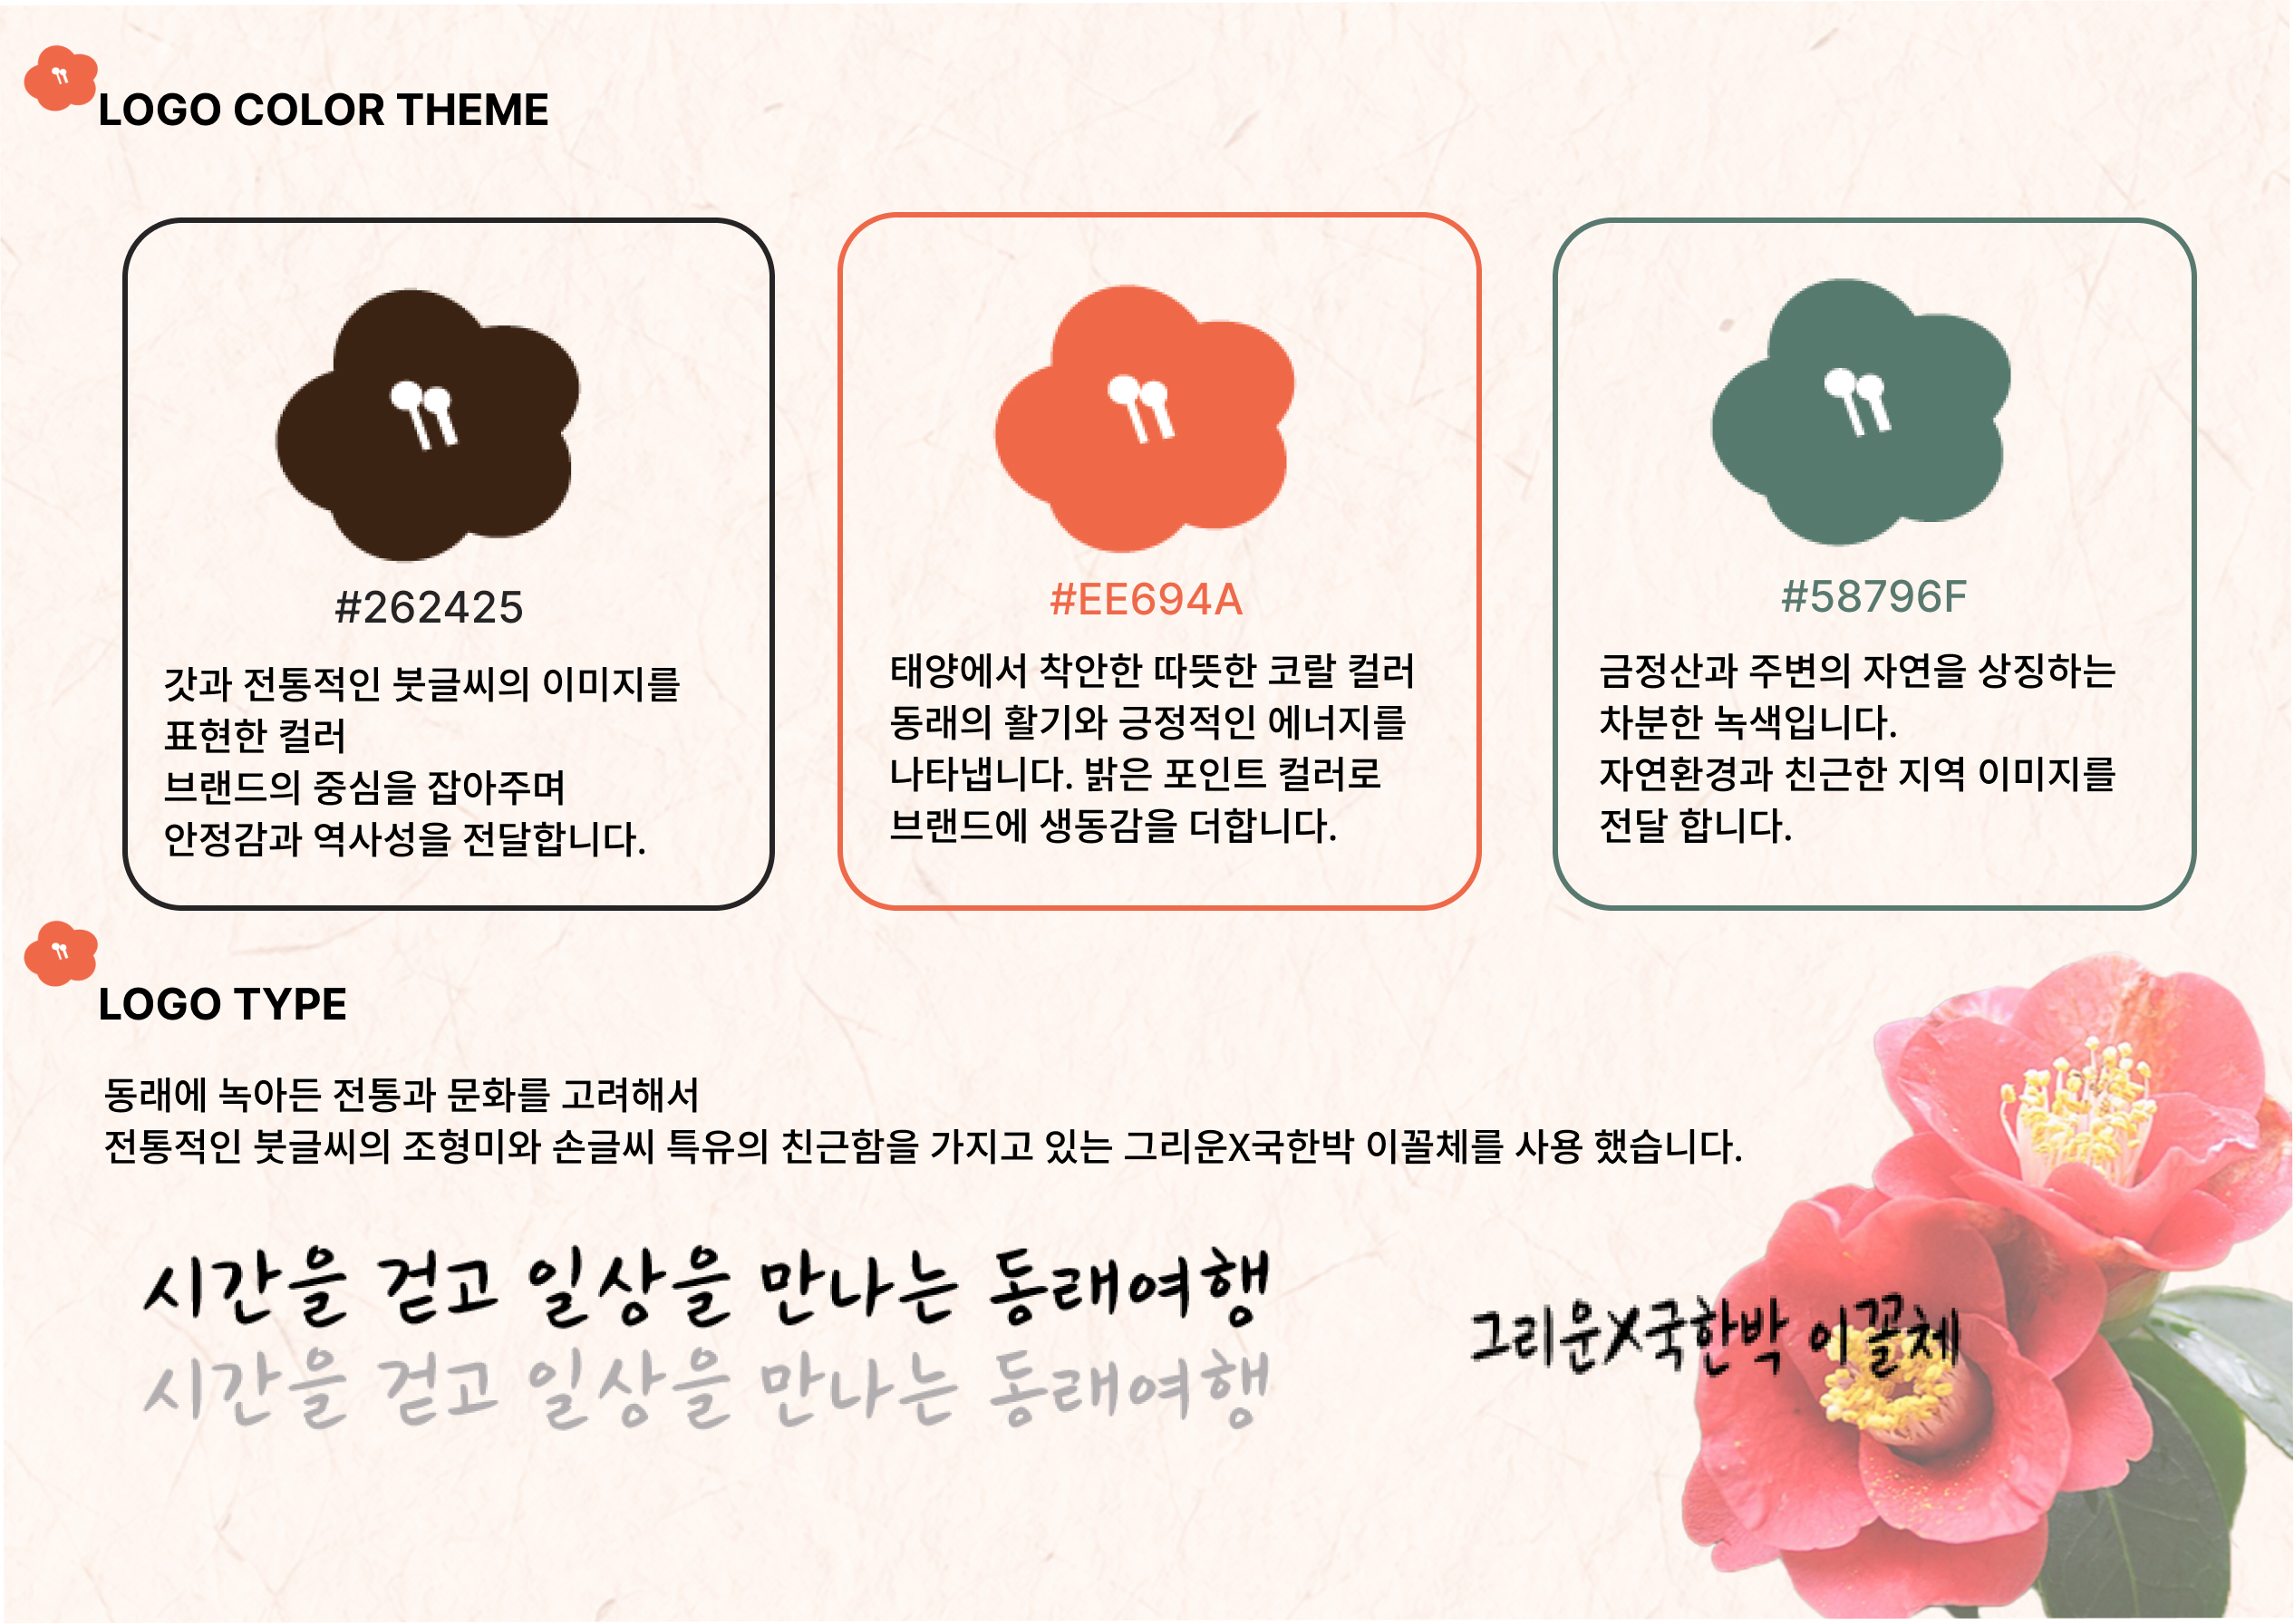 LOGO COLOR THEME
#262425
갓과 전통적인 붓글씨의 이미지를
표현한 컬러
브랜드의 중심을 잡아주며
안정감과 역사성을 전달합니다.
#EE694A
태양에서 착안한 따뜻한 코랄 컬러
동래의 활기와 긍정적인 에너지를
나타냅니다. 밝은 포인트 컬러로
브랜드에 생동감을 더합니다.
#58796F
금정산과 주변의 자연을 상징하는
차분한 녹색입니다.
자연환경과 친근한 지역 이미지를
전달 합니다.
LOGO TYPE
동래에 녹아든 전통과 문화를 고려해서
전통적인 붓글씨의 조형미와 손글씨 특유의 친근함을 가지고 있는 그리운X국한박 이꼴체를 사용 했습니다.
시간을 걷고 일상을 만나는 동래여행
시간을 걷고 일상을 만나는 동래여행
그리운X국한박 이꼴체